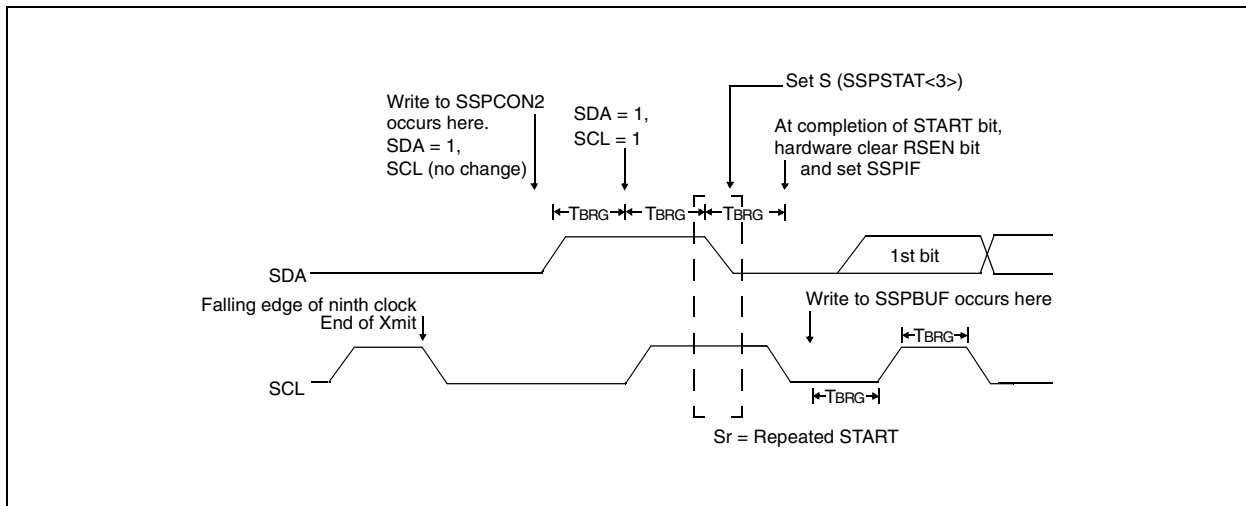 Set S (SSPSTAT<3>)
Write to SSPCON2
occurs here.
SDA = 1,
SCL (no change)
SDA = 1,
SCL = 1
At completion of START bit,
hardware clear RSEN bit
and set SSPIF
TBRG
TBRG
TBRG
SDA
1st bit
Falling edge of ninth clock
End of Xmit
Write to SSPBUF occurs here
TBRG
SCL
TBRG
Sr = Repeated START